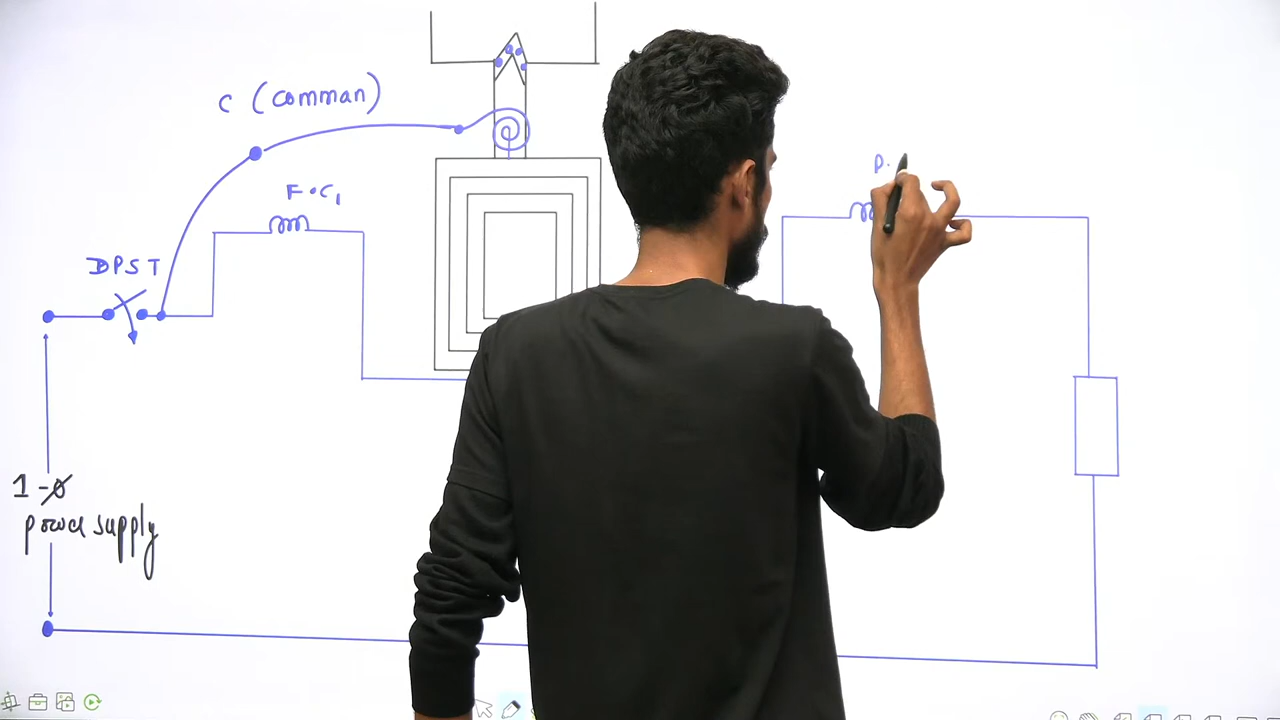 C (comman)
F.C1
DPST
1-φ
power supply